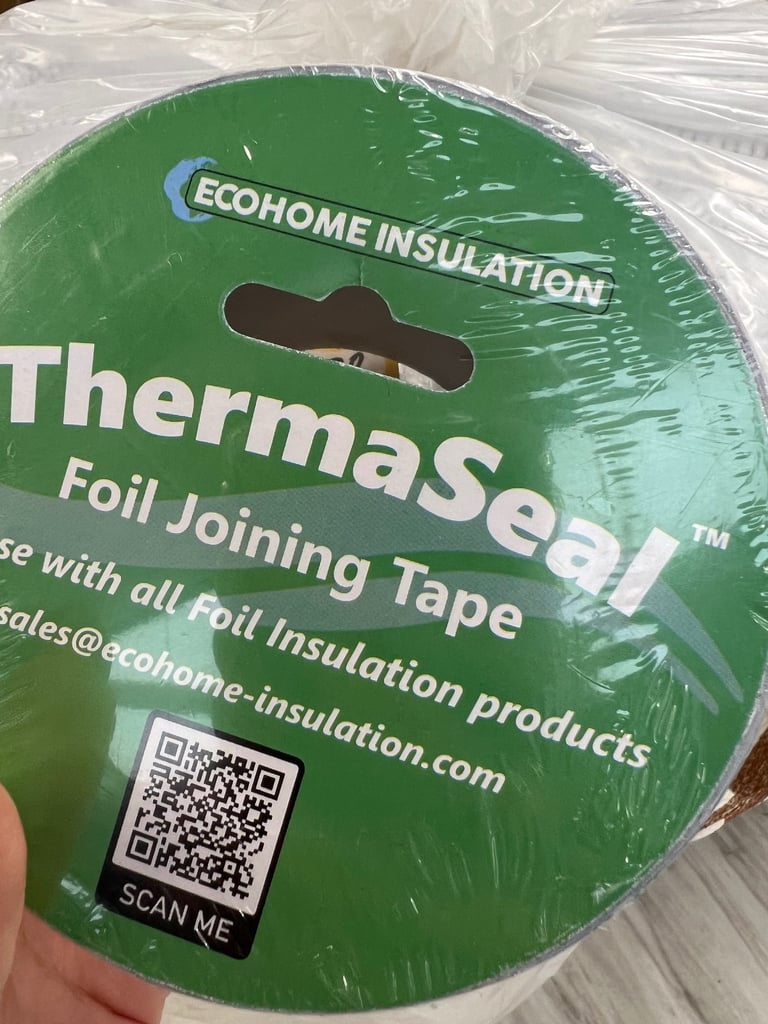 ECOHOME INSULATION
ThermaSeal™
Foil Joining Tape
se with all Foil Insulation products
sales@ecohome-insulation.com
SCAN ME